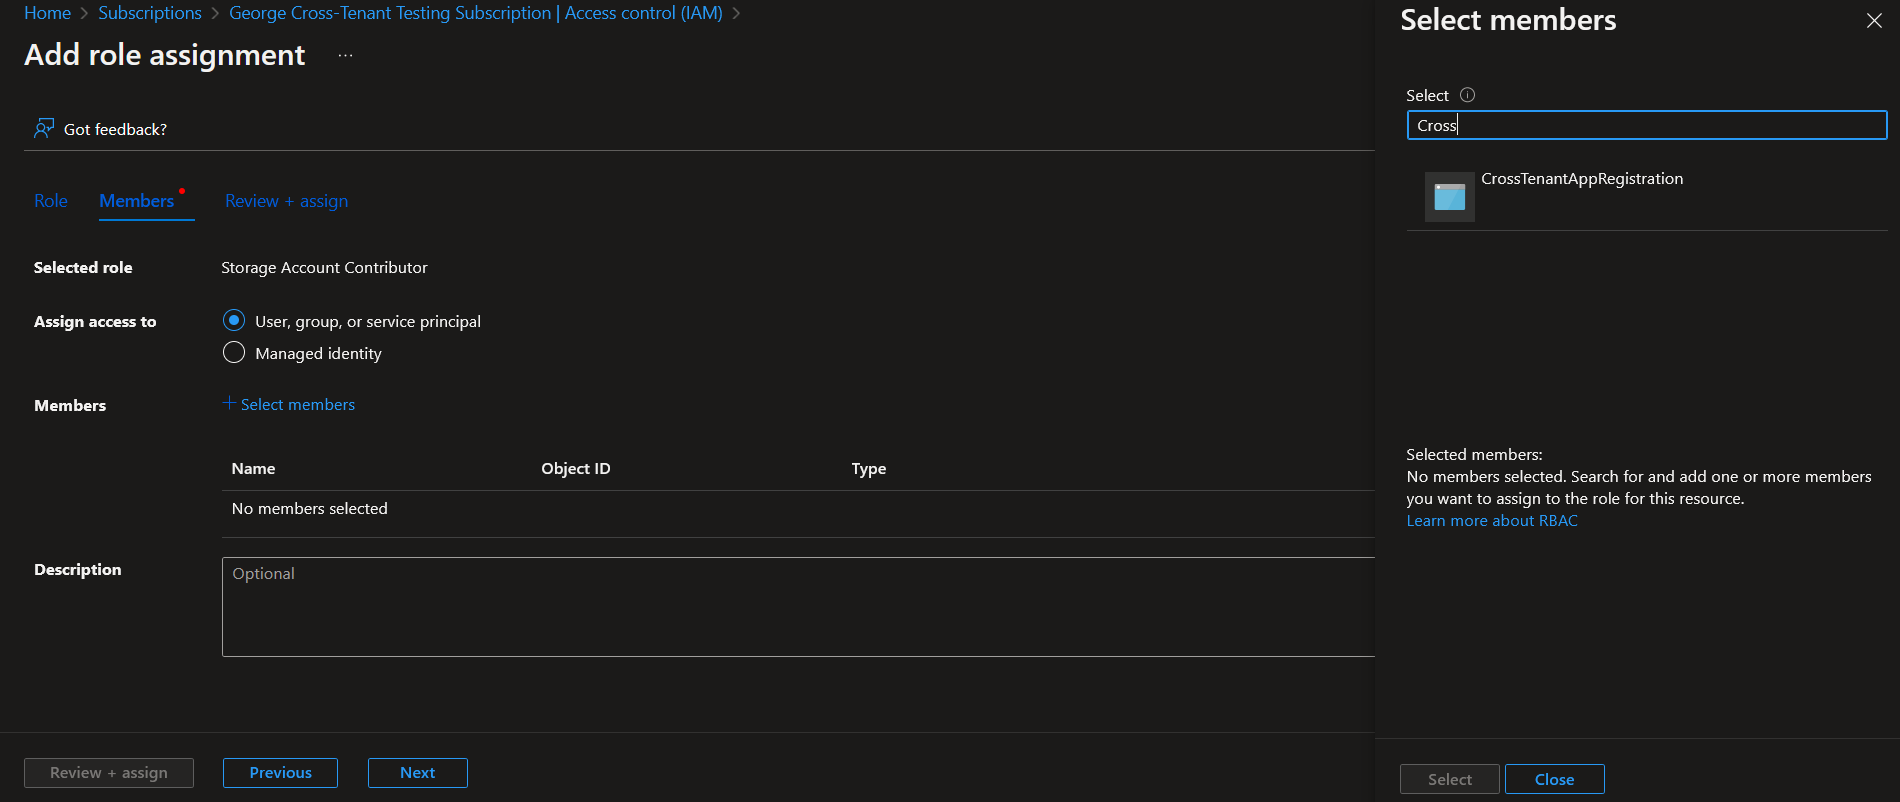 Home > Subscriptions > George Cross-Tenant Testing Subscription | Access control (IAM) >
Add role assignment ...
Got feedback?
Role Members Review + assign
Selected role Storage Account Contributor
Assign access to User, group, or service principal
Managed identity
Members + Select members
Name Object ID Type
No members selected
Description Optional
Review + assign Previous Next
Select members
Select
Cross
CrossTenantAppRegistration
Selected members:
No members selected. Search for and add one or more members
you want to assign to the role for this resource.
Learn more about RBAC
Select Close